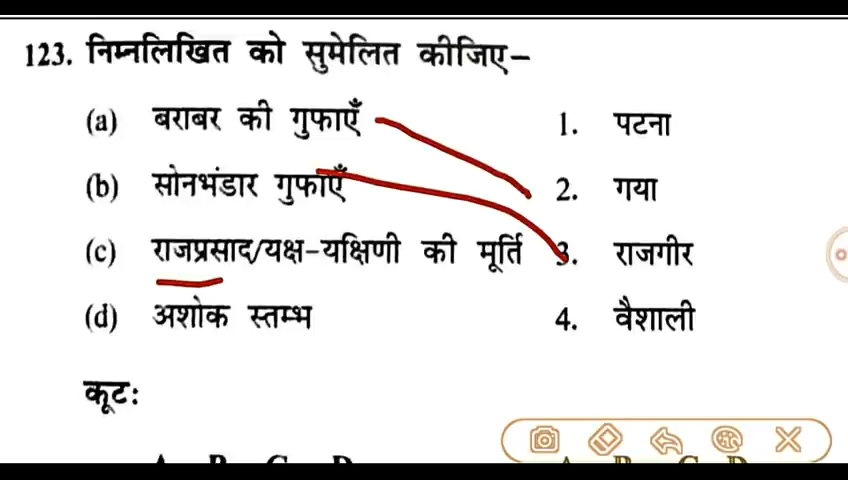 123. निम्नलिखित को सुमेलित कीजिए–
(a) बराबर की गुफाएँ 1. पटना
(b) सोनभंडार गुफाएँ 2. गया
(c) राजप्रसाद/यक्ष-यक्षिणी की मूर्ति 3. राजगीर
(d) अशोक स्तम्भ 4. वैशाली
कूट: